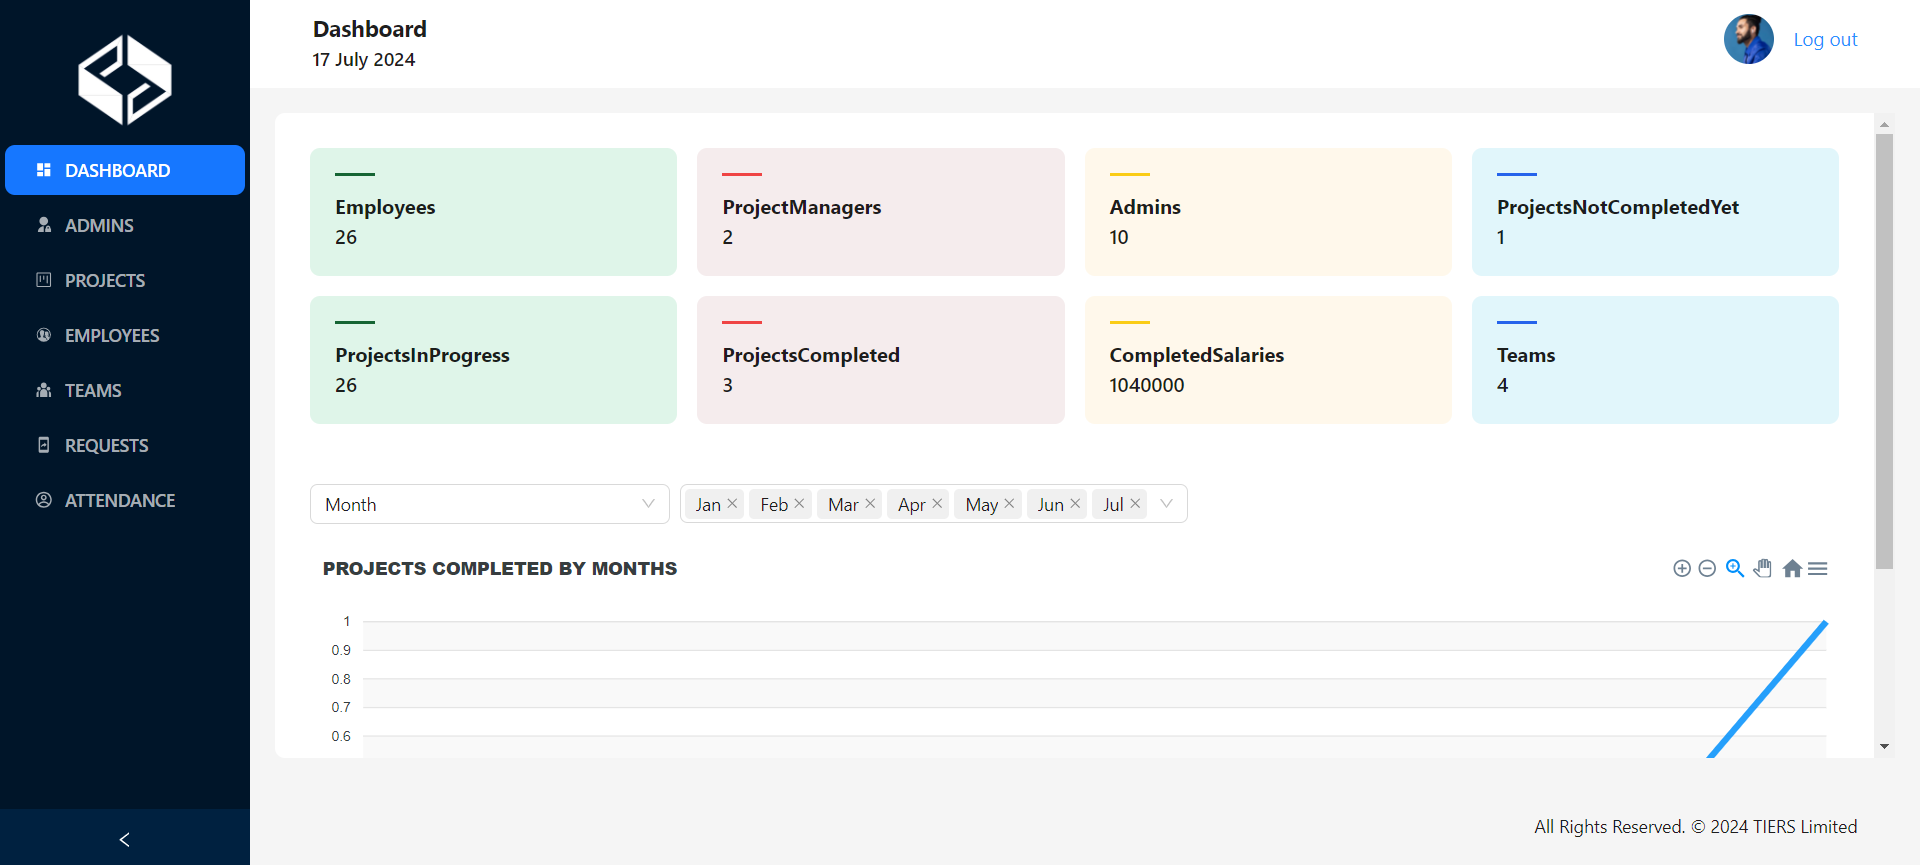 Dashboard
17 July 2024
Log out
DASHBOARD
ADMINS
PROJECTS
EMPLOYEES
TEAMS
REQUESTS
ATTENDANCE
Employees
26
ProjectManagers
2
Admins
10
ProjectsNotCompletedYet
1
ProjectsInProgress
26
ProjectsCompleted
3
CompletedSalaries
1040000
Teams
4
Month
Jan Feb Mar Apr May Jun Jul
PROJECTS COMPLETED BY MONTHS
1
0.9
0.8
0.7
0.6
All Rights Reserved. © 2024 TIERS Limited